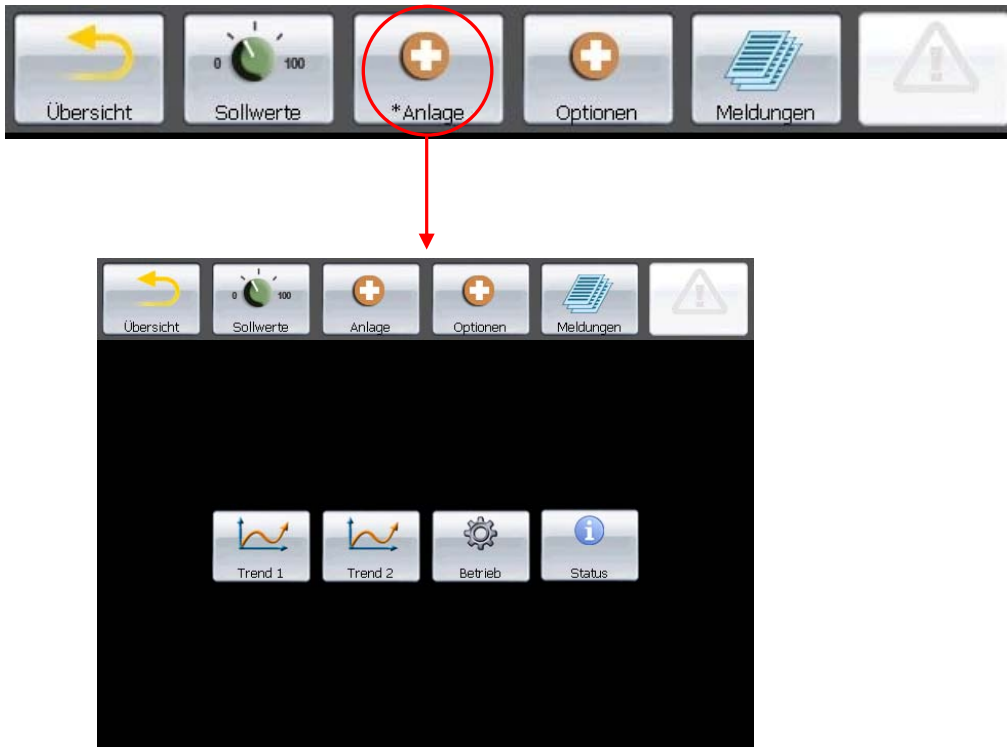 0 100
Übersicht Sollwerte *Anlage Optionen Meldungen
0 100
Übersicht Sollwerte Anlage Optionen Meldungen
Trend 1 Trend 2 Betrieb Status